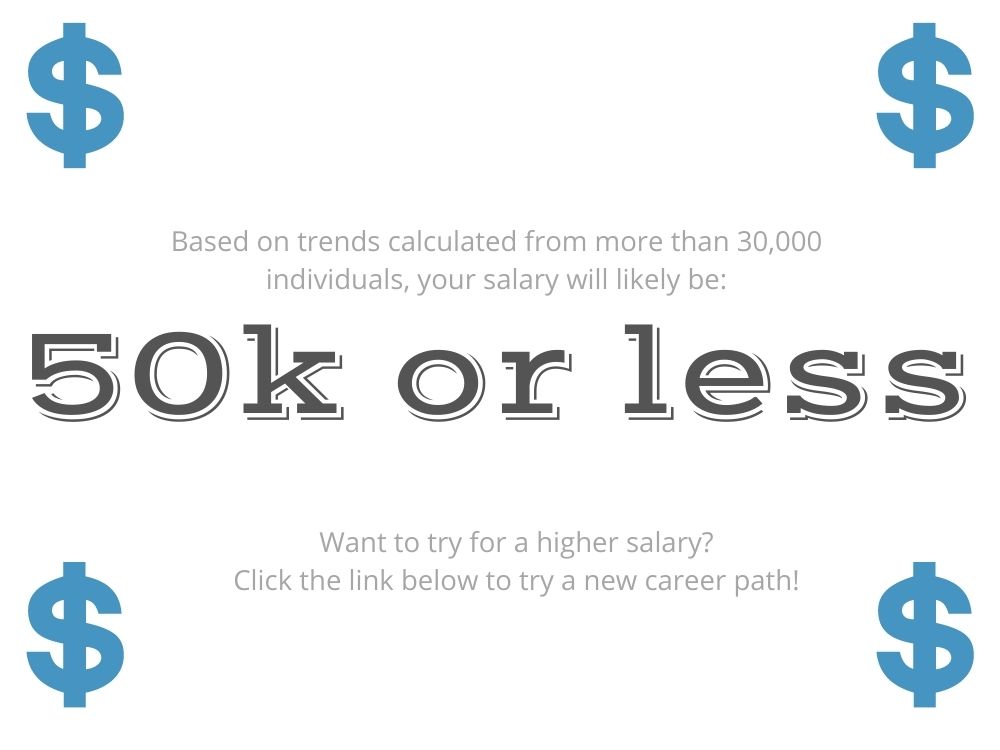 $ $
Based on trends calculated from more than 30,000
individuals, your salary will likely be:
50k or less
Want to try for a higher salary?
Click the link below to try a new career path!
$ $